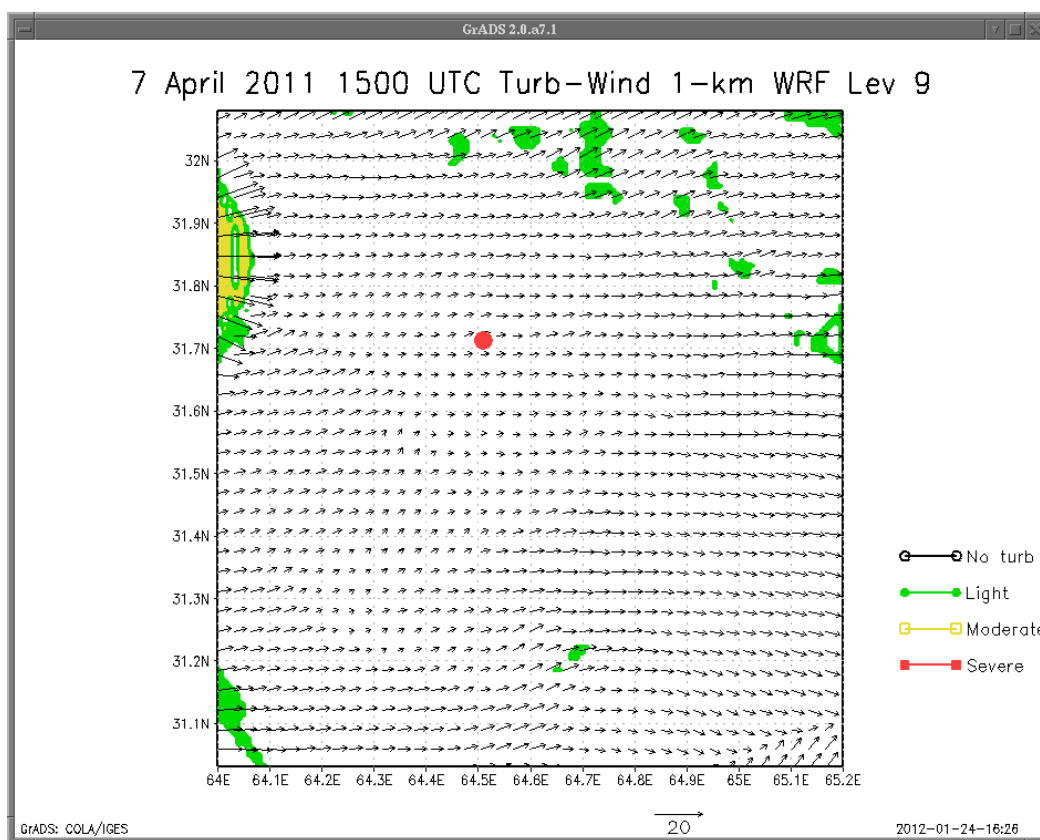 GrADS 2.0.a7.1
7 April 2011 1500 UTC Turb-Wind 1-km WRF Lev 9
32N
31.9N
31.8N
31.7N
31.6N
31.5N
31.4N
31.3N
31.2N
31.1N
64E 64.1E 64.2E 64.3E 64.4E 64.5E 64.6E 64.7E 64.8E 64.9E 65E 65.1E 65.2E
No turb
Light
Moderate
Severe
20
GrADS: COLA/IGES
2012-01-24-16:26